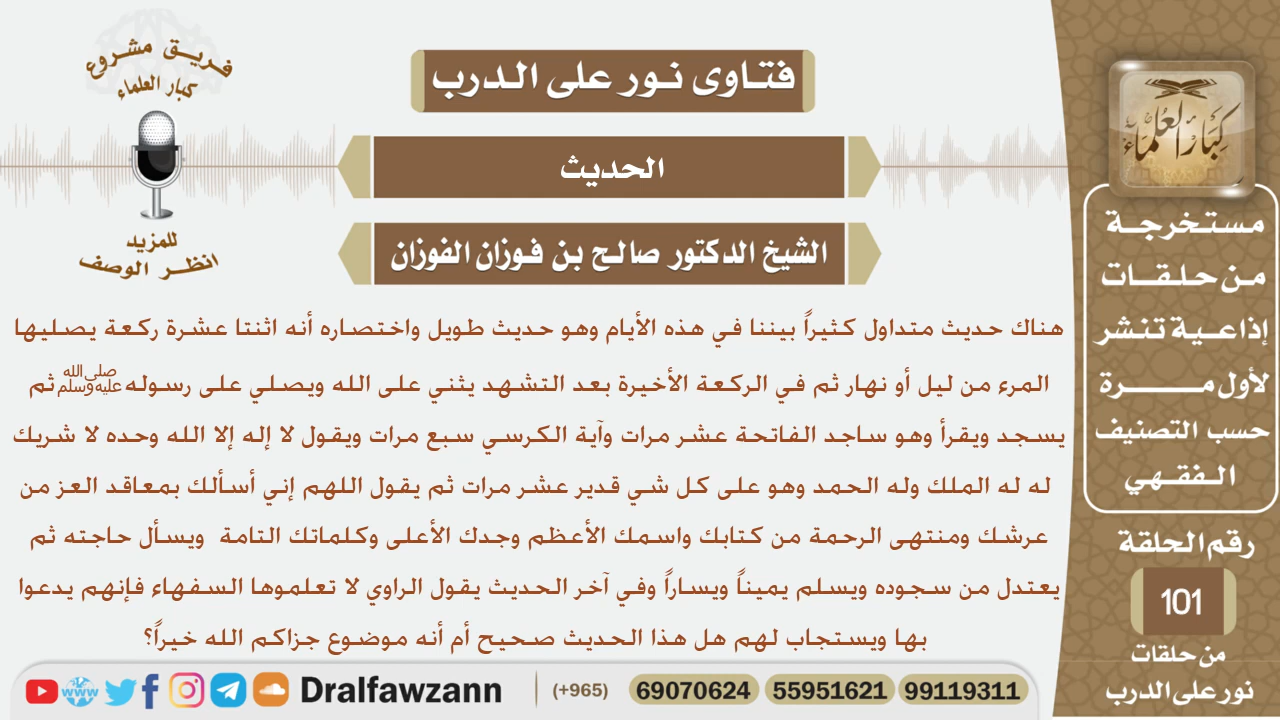 فريق مشروع
كبار العلماء
للمزيد
انظر الوصف
فتاوى نور على الدرب
الحديث
الشيخ الدكتور صالح بن فوزان الفوزان
هناك حديث متداول كثيراً بيننا في هذه الأيام وهو حديث طويل واختصاره أنه اثنتا عشرة ركعة يصليها
المرء من ليل أو نهار ثم في الركعة الأخيرة بعد التشهد يثني على الله ويصلي على رسوله ﷺ ثم
يسجد ويقرأ وهو ساجد الفاتحة عشر مرات وآية الكرسي سبع مرات ويقول لا إله إلا الله وحده لا شريك
له له الملك وله الحمد وهو على كل شي قدير عشر مرات ثم يقول اللهم إني أسألك بمعاقد العز من
عرشك ومنتهى الرحمة من كتابك واسمك الأعظم وجدك الأعلى وكلماتك التامة ويسأل حاجته ثم
يعتدل من سجوده ويسلم يميناً ويساراً وفي آخر الحديث يقول الراوي لا تعلموها السفهاء فإنهم يدعوا
بها ويستجاب لهم هل هذا الحديث صحيح أم أنه موضوع جزاكم الله خيراً؟
كبار العلماء
مستخرجة
من حلقات
إذاعية تنشر
لأول مرة
حسب التصنيف
الفقهي
رقم الحلقة
101
من حلقات
نور على الدرب
www
Dralfawzann
(+965) 69070624 55951621 99119311